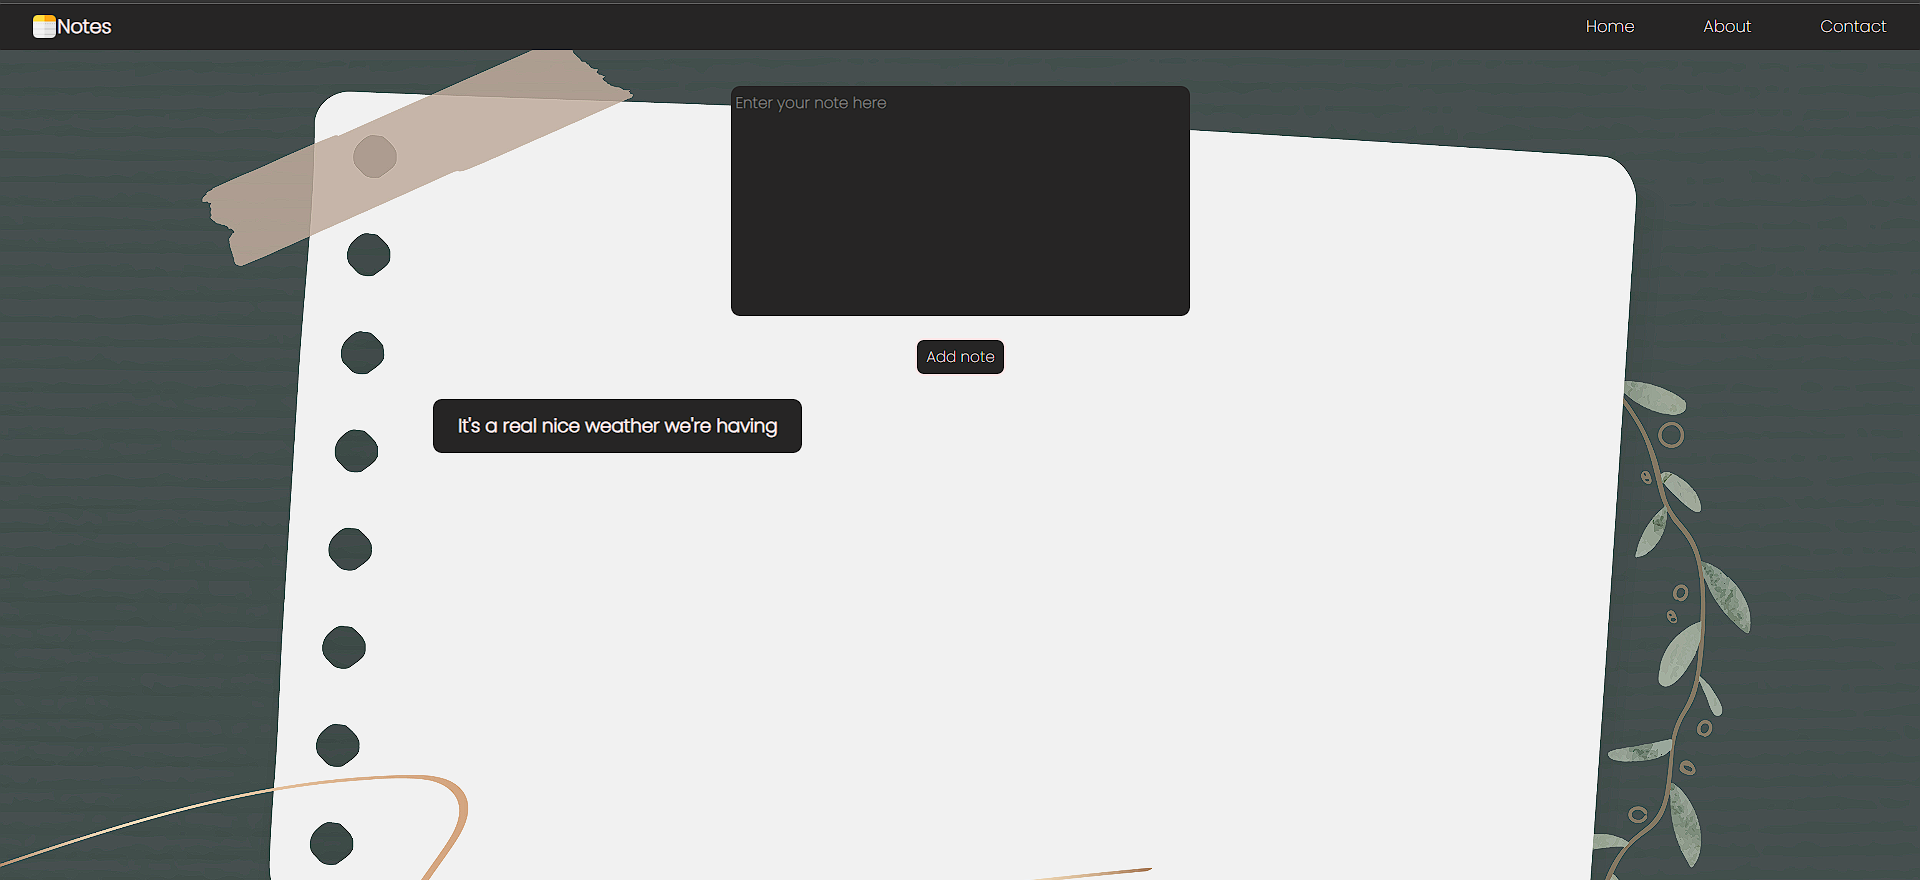 Notes
Home
About
Contact
Enter your note here
Add note
It's a real nice weather we're having